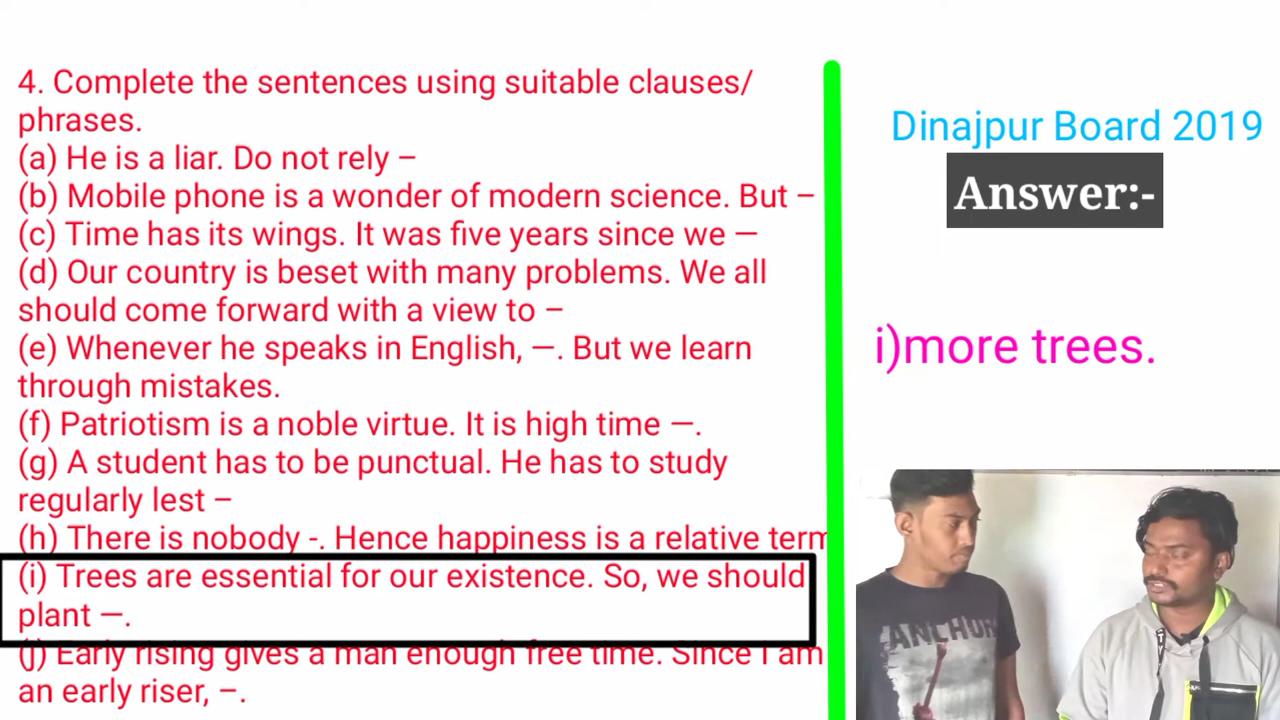 4. Complete the sentences using suitable clauses/
phrases.
(a) He is a liar. Do not rely –
(b) Mobile phone is a wonder of modern science. But –
(c) Time has its wings. It was five years since we —
(d) Our country is beset with many problems. We all
should come forward with a view to –
(e) Whenever he speaks in English, —. But we learn
through mistakes.
(f) Patriotism is a noble virtue. It is high time —.
(g) A student has to be punctual. He has to study
regularly lest –
(h) There is nobody -. Hence happiness is a relative term
(i) Trees are essential for our existence. So, we should
plant —.
(j) Early rising gives a man enough free time. Since I am
an early riser, –.
Dinajpur Board 2019
Answer:-
i)more trees.